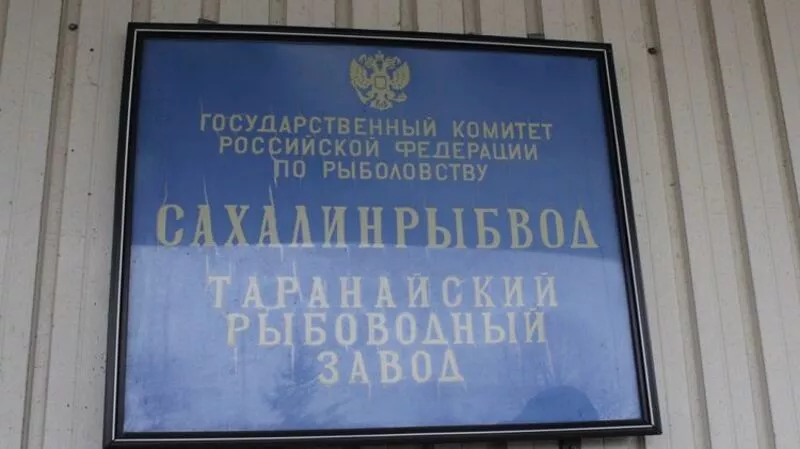 ГОСУДАРСТВЕННЫЙ КОМИТЕТ
РОССИЙСКОЙ ФЕДЕРАЦИИ
ПО РЫБОЛОВСТВУ
САХАЛИНРЫБВОД
ТАРАНАЙСКИЙ
РЫБОВОДНЫЙ
ЗАВОД